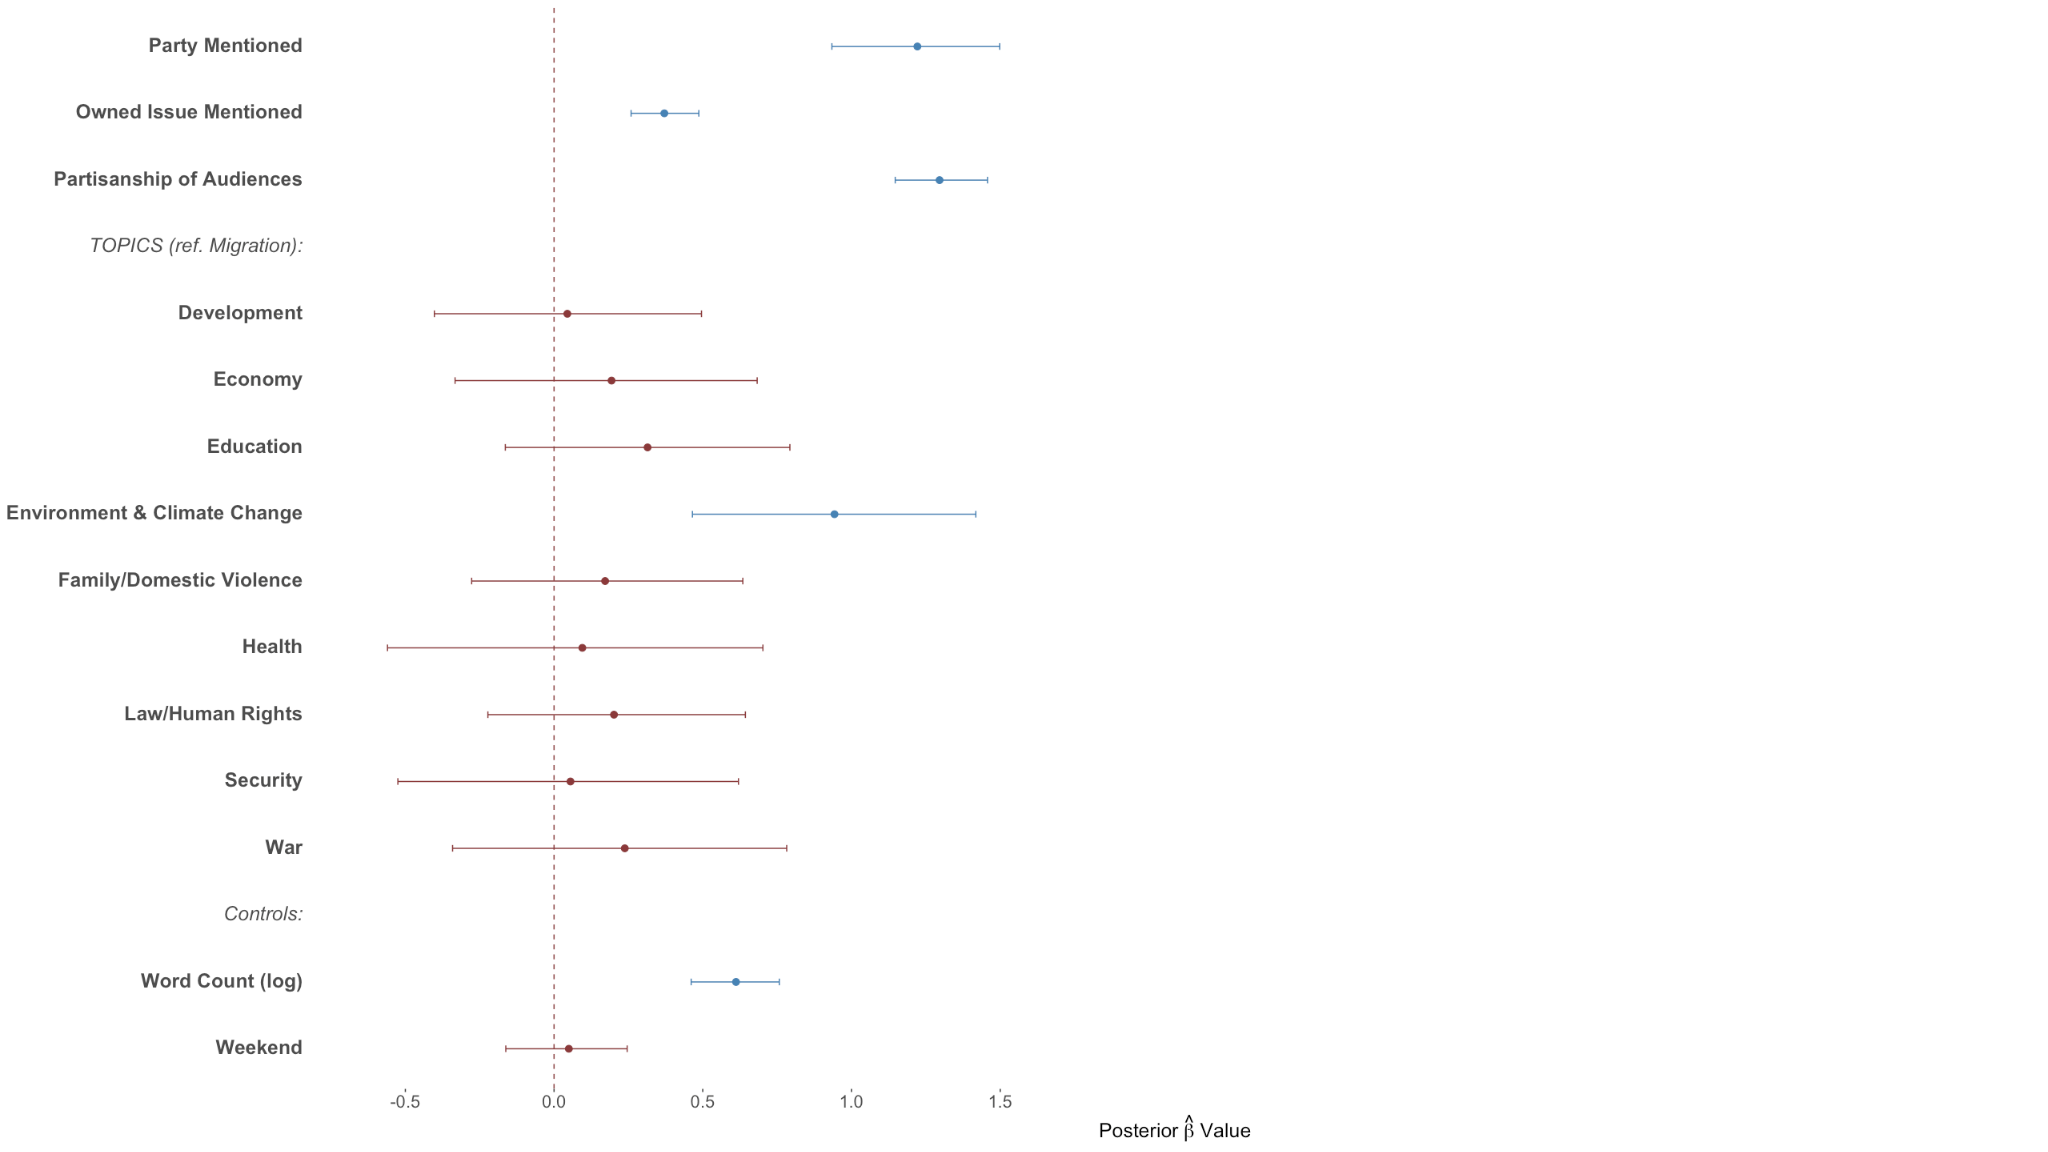 Party Mentioned
Owned Issue Mentioned
Partisanship of Audiences
TOPICS (ref. Migration):
Development
Economy
Education
Environment & Climate Change
Family/Domestic Violence
Health
Law/Human Rights
Security
War
Controls:
Word Count (log)
Weekend
-0.5 0.0 0.5 1.0 1.5
Posterior β̂ Value